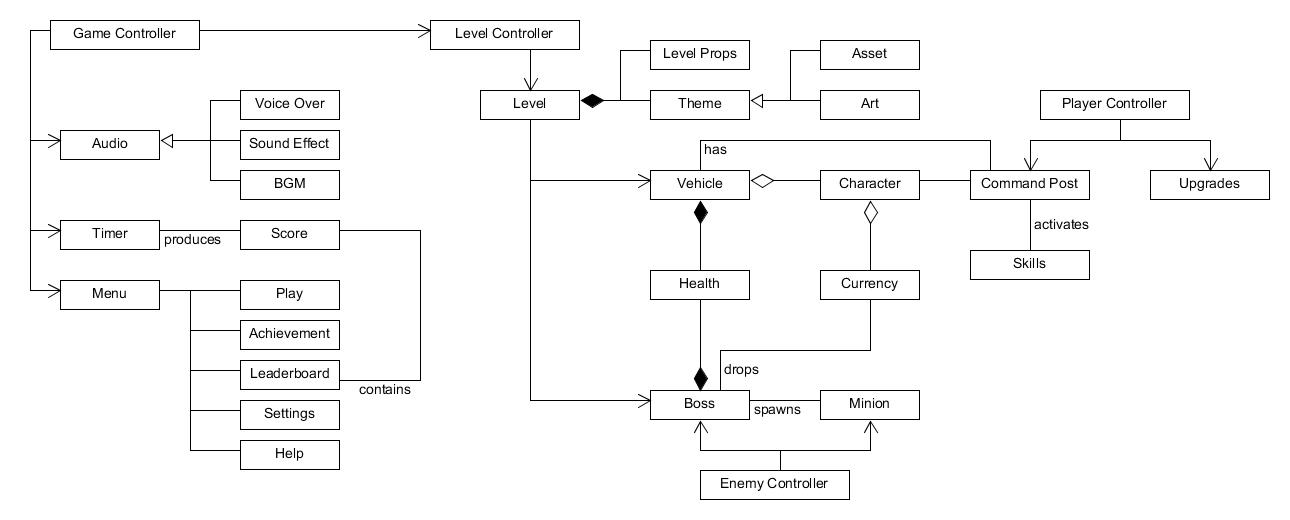 Game Controller
Level Controller
Level Props
Asset
Voice Over
Level
Theme
Art
Player Controller
Audio
Sound Effect
has
BGM
Vehicle
Character
Command Post
Upgrades
Timer
produces
Score
activates
Skills
Menu
Play
Health
Currency
Achievement
Leaderboard
contains
drops
Settings
Boss
spawns
Minion
Help
Enemy Controller